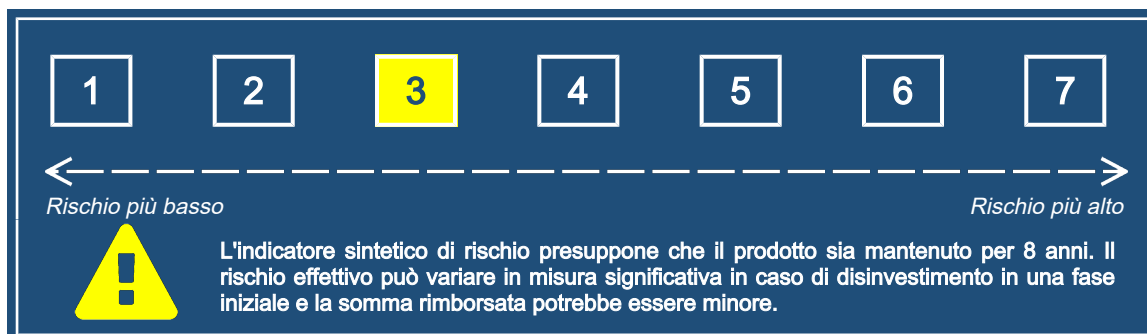 1 2 3 4 5 6 7
Rischio più basso Rischio più alto
L'indicatore sintetico di rischio presuppone che il prodotto sia mantenuto per 8 anni. Il
rischio effettivo può variare in misura significativa in caso di disinvestimento in una fase
iniziale e la somma rimborsata potrebbe essere minore.